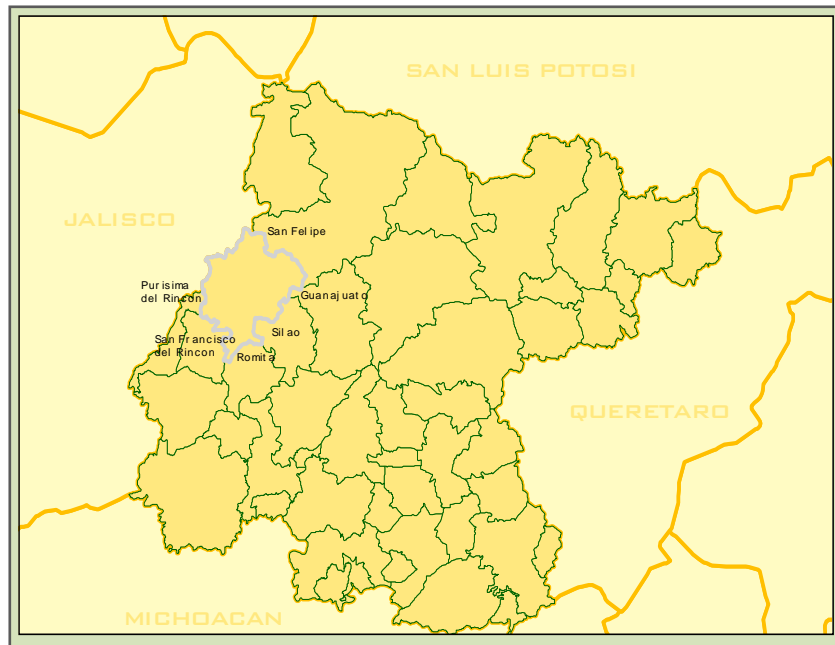 SAN LUIS POTOSI
JALISCO
San Felipe
Purisima
del Rincon
Guanajuato
San Francisco
del Rincon
Silao
Romita
QUERETARO
MICHOACAN